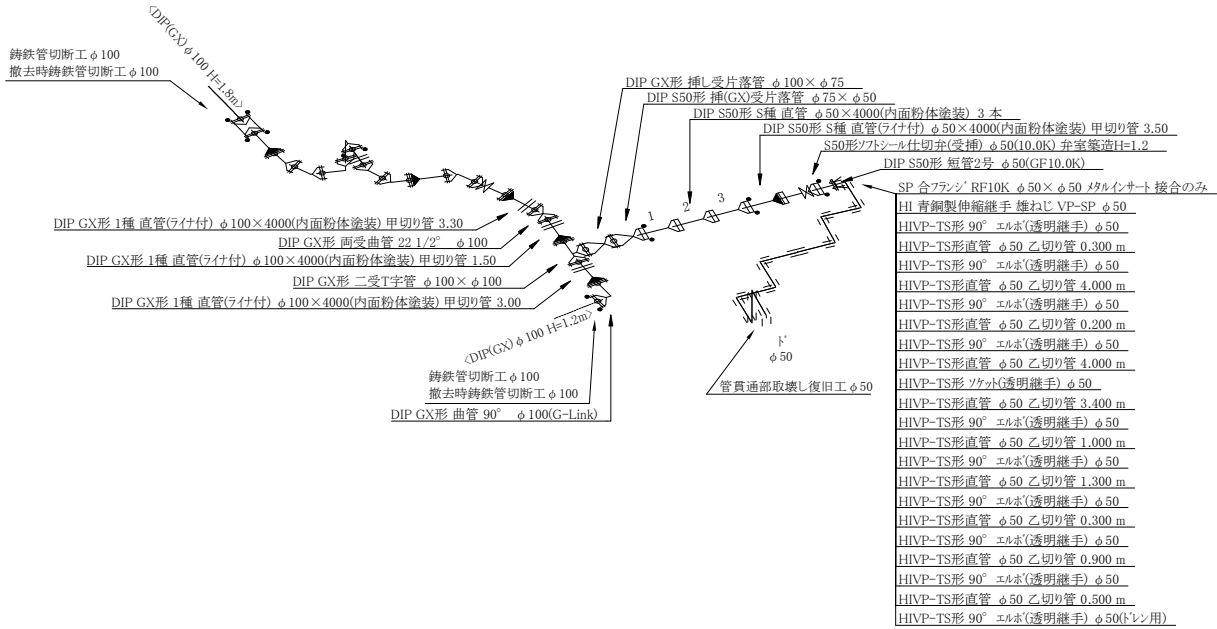 〈DIP(GX)φ100 H=1.8m〉
鋳鉄管切断工φ100
撤去時鋳鉄管切断工φ100
DIP GX形 挿し受片落管 φ100×φ75
DIP S50形 挿(GX)受片落管 φ75×φ50
DIP S50形 S種 直管 φ50×4000(内面粉体塗装) 3 本
DIP S50形 S種 直管(ライナ付) φ50×4000(内面粉体塗装) 甲切り管 3.50
S50形ソフトシール仕切弁(受挿) φ50(10.0K) 弁室築造H=1.2
DIP S50形 短管2号 φ50(GF10.0K)
SP 合フランジ RF10K φ50×φ50 メタルインサート 接合のみ
HI 青銅製伸縮継手 雄ねじ VP-SP φ50
HIVP-TS形 90° エルボ(透明継手) φ50
HIVP-TS形直管 φ50 乙切り管 0.300 m
HIVP-TS形 90° エルボ(透明継手) φ50
HIVP-TS形直管 φ50 乙切り管 4.000 m
HIVP-TS形 90° エルボ(透明継手) φ50
HIVP-TS形直管 φ50 乙切り管 0.200 m
HIVP-TS形 90° エルボ(透明継手) φ50
HIVP-TS形直管 φ50 乙切り管 4.000 m
HIVP-TS形 ソケット(透明継手) φ50
HIVP-TS形直管 φ50 乙切り管 3.400 m
HIVP-TS形 90° エルボ(透明継手) φ50
HIVP-TS形直管 φ50 乙切り管 1.000 m
HIVP-TS形 90° エルボ(透明継手) φ50
HIVP-TS形直管 φ50 乙切り管 1.300 m
HIVP-TS形 90° エルボ(透明継手) φ50
HIVP-TS形直管 φ50 乙切り管 0.300 m
HIVP-TS形 90° エルボ(透明継手) φ50
HIVP-TS形直管 φ50 乙切り管 0.900 m
HIVP-TS形 90° エルボ(透明継手) φ50
HIVP-TS形直管 φ50 乙切り管 0.500 m
HIVP-TS形 90° エルボ(透明継手) φ50(ドレン用)
1
2
3
DIP GX形 1種 直管(ライナ付) φ100×4000(内面粉体塗装) 甲切り管 3.30
DIP GX形 両受曲管 22 1/2° φ100
DIP GX形 1種 直管(ライナ付) φ100×4000(内面粉体塗装) 甲切り管 1.50
DIP GX形 二受T字管 φ100×φ100
DIP GX形 1種 直管(ライナ付) φ100×4000(内面粉体塗装) 甲切り管 3.00
〈DIP(GX)φ100 H=1.2m〉
鋳鉄管切断工φ100
撤去時鋳鉄管切断工φ100
DIP GX形 曲管 90° φ100(G-Link)
ド
φ50
管貫通部取壊し復旧工φ50